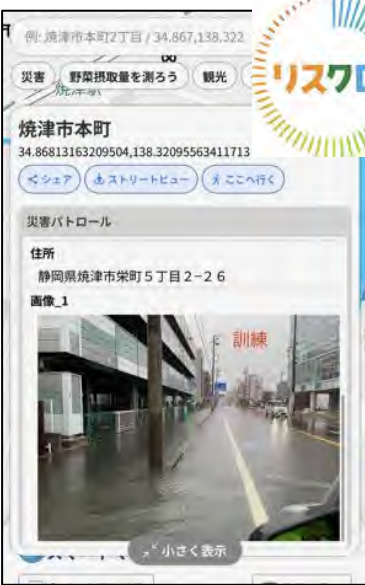 例: 焼津市本町2丁目 / 34.867,138.322
災害
野菜摂取量を測ろう
観光
リスク
焼津市本町
34.86813163209504,138.32095563411713
シェア
ストリートビュー
ここへ行く
災害パトロール
住所
静岡県焼津市栄町5丁目2-26
画像_1
訓練
小さく表示